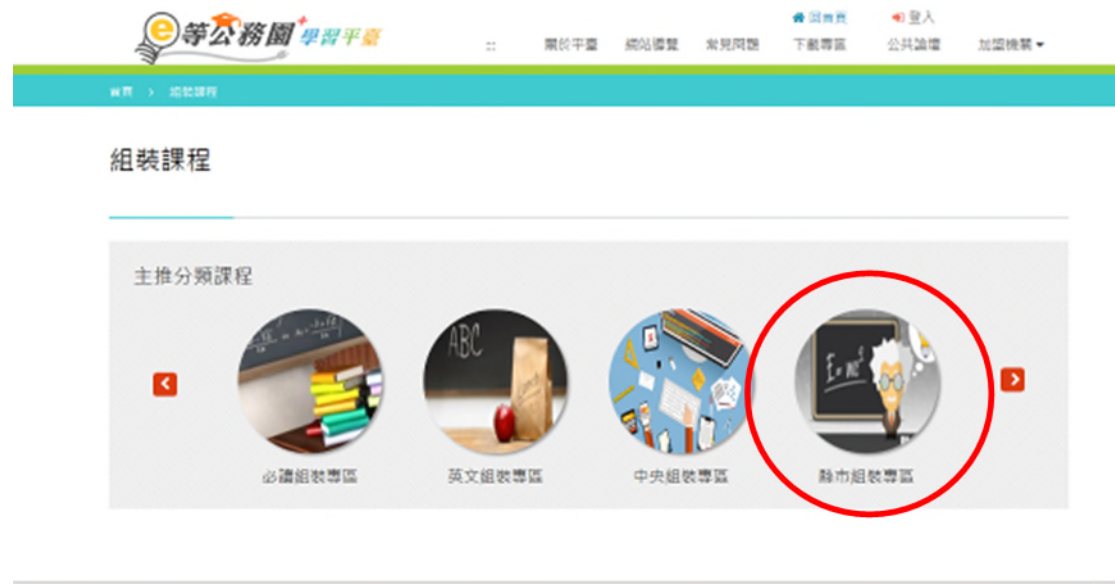 e等公務園+學習平臺
回首頁 登入
:: 關於平臺 網站導覽 常見問題 下載專區 公共論壇 加盟機關
首頁 > 組裝課程
組裝課程
主推分類課程
ABC
E=mc²
必讀組裝專區 英文組裝專區 中央組裝專區 縣市組裝專區